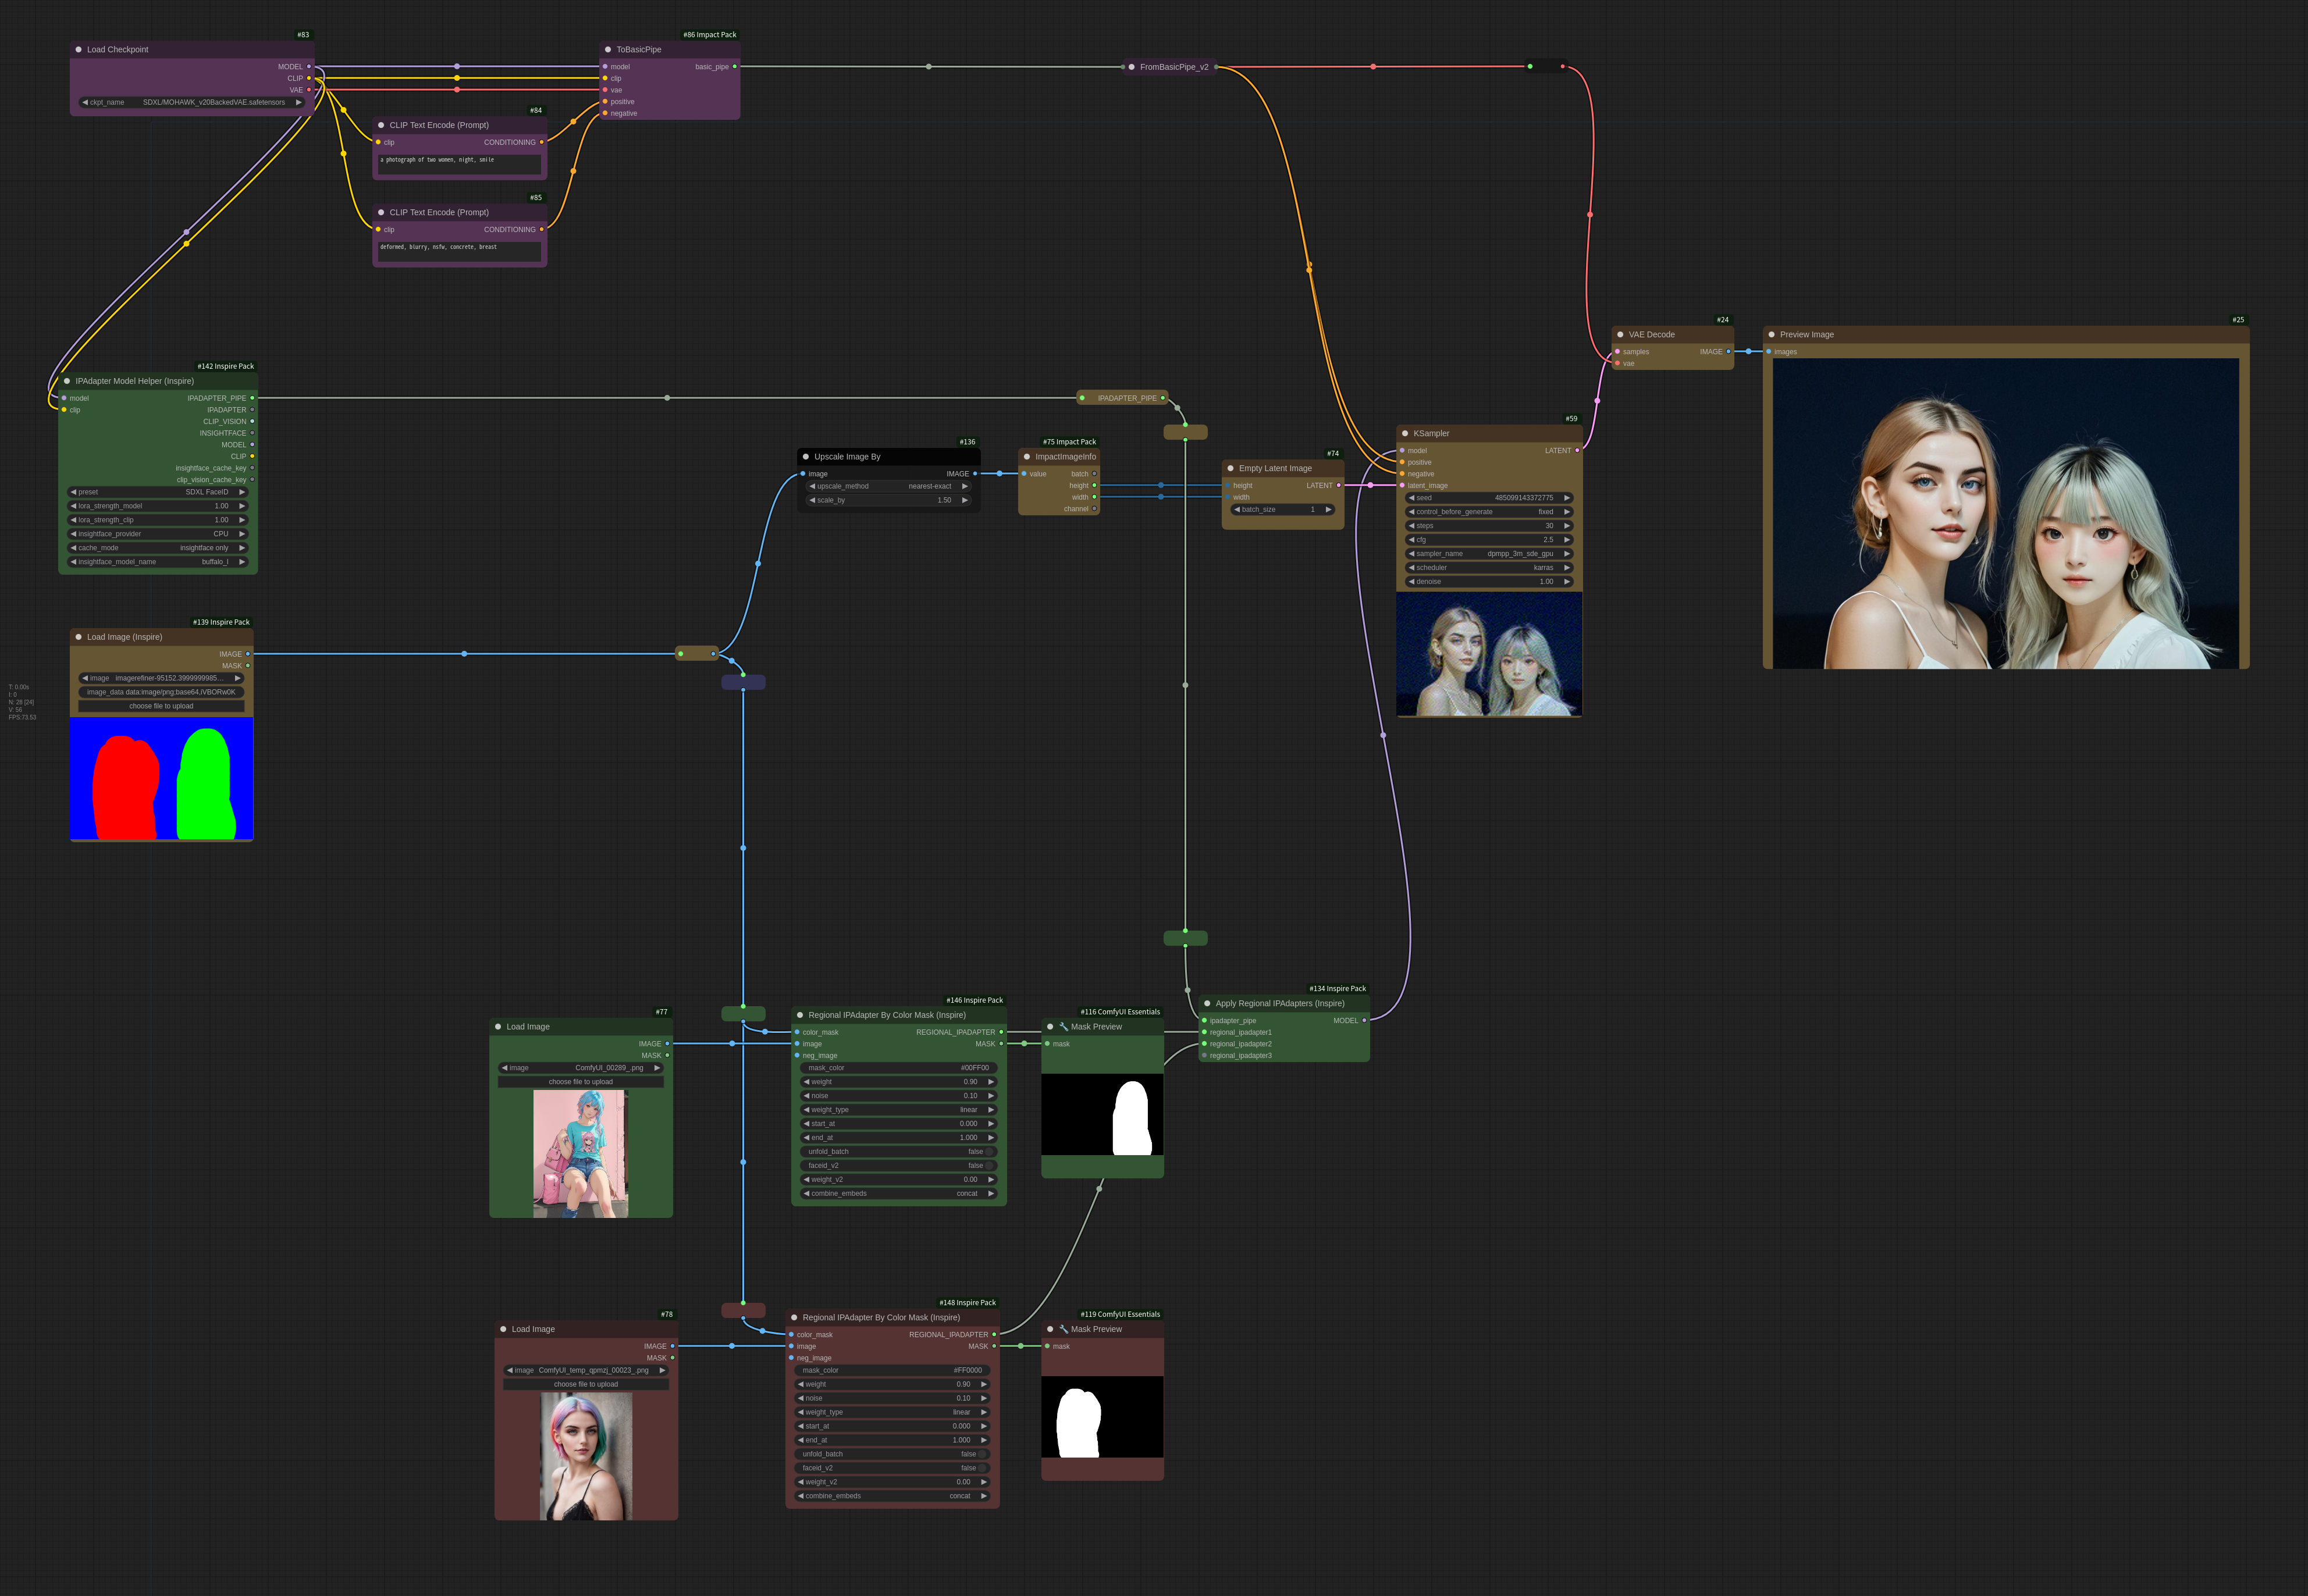 #83
Load Checkpoint
MODEL
CLIP
VAE
ckpt_name SDXL/MOHAWK_v20BackedVAE.safetensors
#86 Impact Pack
ToBasicPipe
model basic_pipe
clip
vae
positive
negative
#84
CLIP Text Encode (Prompt)
clip CONDITIONING
a photograph of two women, night, smile
#85
CLIP Text Encode (Prompt)
clip CONDITIONING
deformed, blurry, nsfw, concrete, breast
FromBasicPipe_v2
#142 Inspire Pack
IPAdapter Model Helper (Inspire)
model IPADAPTER_PIPE
clip IPADAPTER
CLIP_VISION
INSIGHTFACE
MODEL
CLIP
insightface_cache_key
clip_vision_cache_key
preset SDXL FaceID
lora_strength_model 1.00
lora_strength_clip 1.00
insightface_provider CPU
cache_mode insightface only
insightface_model_name buffalo_l
IPADAPTER_PIPE
#136
Upscale Image By
image IMAGE
upscale_method nearest-exact
scale_by 1.50
#75 Impact Pack
ImpactImageInfo
value batch
height
width
channel
#74
Empty Latent Image
height LATENT
width
batch_size 1
#59
KSampler
model LATENT
positive
negative
latent_image
seed 485099143372775
control_before_generate fixed
steps 30
cfg 2.5
sampler_name dpmpp_3m_sde_gpu
scheduler karras
denoise 1.00
#24
VAE Decode
samples IMAGE
vae
#25
Preview Image
images
#139 Inspire Pack
Load Image (Inspire)
IMAGE
MASK
image imagerefiner-95152.3999999985...
image_data data:image/png;base64,iVBORw0K
choose file to upload
T: 0.00s
I: 0
N: 28 [24]
V: 56
FPS:73.53
#77
Load Image
IMAGE
MASK
image ComfyUI_00289_.png
choose file to upload
#146 Inspire Pack
Regional IPAdapter By Color Mask (Inspire)
color_mask REGIONAL_IPADAPTER
image MASK
neg_image
mask_color #00FF00
weight 0.90
noise 0.10
weight_type linear
start_at 0.000
end_at 1.000
unfold_batch false
faceid_v2 false
weight_v2 0.00
combine_embeds concat
#116 ComfyUI Essentials
🔧 Mask Preview
mask
#134 Inspire Pack
Apply Regional IPAdapters (Inspire)
ipadapter_pipe MODEL
regional_ipadapter1
regional_ipadapter2
regional_ipadapter3
#78
Load Image
IMAGE
MASK
image ComfyUI_temp_qpmzj_00023_.png
choose file to upload
#148 Inspire Pack
Regional IPAdapter By Color Mask (Inspire)
color_mask REGIONAL_IPADAPTER
image MASK
neg_image
mask_color #FF0000
weight 0.90
noise 0.10
weight_type linear
start_at 0.000
end_at 1.000
unfold_batch false
faceid_v2 false
weight_v2 0.00
combine_embeds concat
#119 ComfyUI Essentials
🔧 Mask Preview
mask